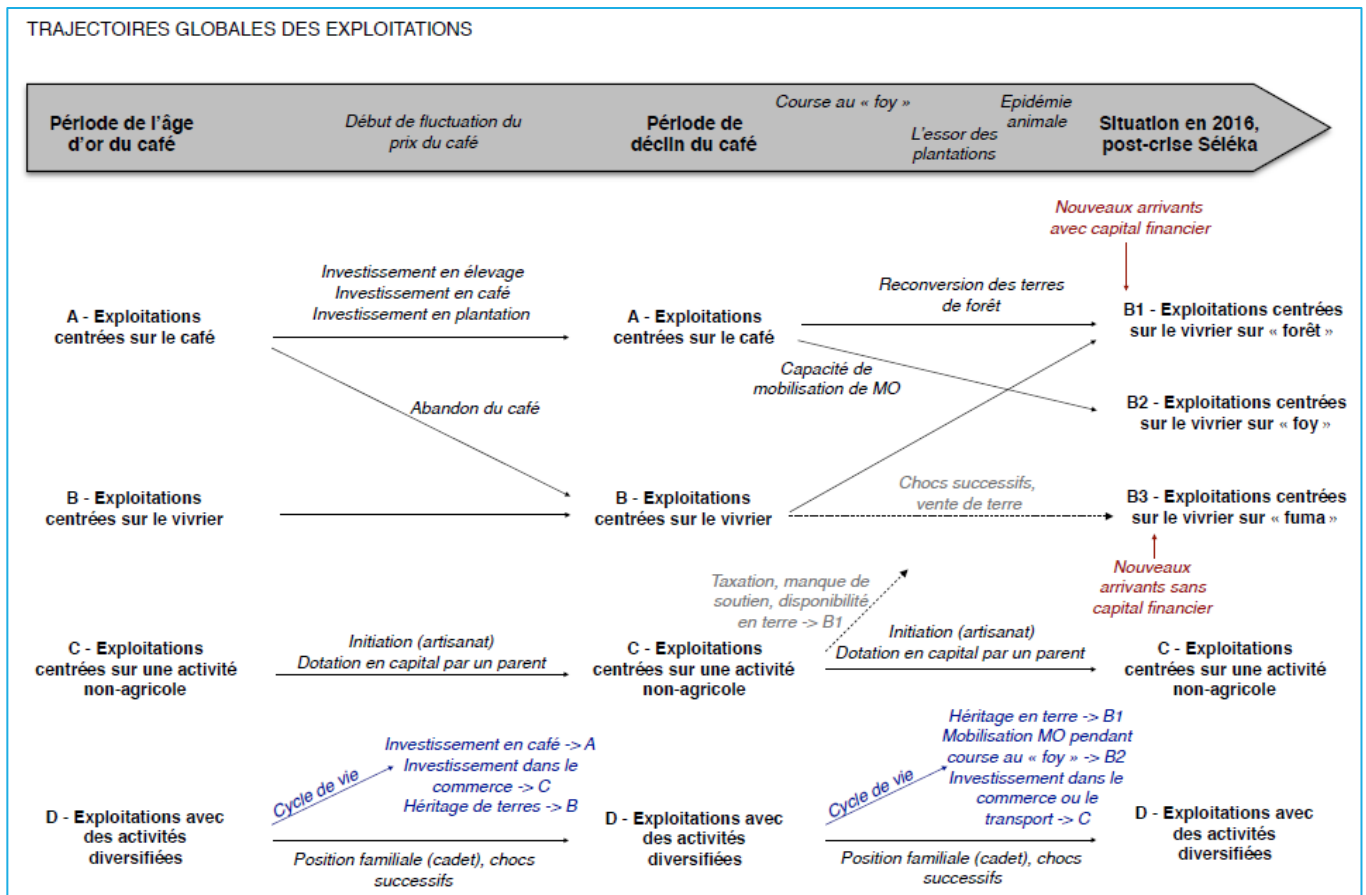 TRAJECTOIRES GLOBALES DES EXPLOITATIONS
Période de l'âge
d'or du café
Début de fluctuation du
prix du café
Période de
déclin du café
Course au « foy »
L'essor des
plantations
Epidémie
animale
Situation en 2016,
post-crise Séléka
Nouveaux arrivants
avec capital financier
A - Exploitations
centrées sur le café
Investissement en élevage
Investissement en café
Investissement en plantation
A - Exploitations
centrées sur le café
Reconversion des terres
de forêt
B1 - Exploitations centrées
sur le vivrier sur « forêt »
Abandon du café
Capacité de
mobilisation de MO
B2 - Exploitations centrées
sur le vivrier sur « foy »
B - Exploitations
centrées sur le vivrier
B - Exploitations
centrées sur le vivrier
Chocs successifs,
vente de terre
B3 - Exploitations centrées
sur le vivrier sur « fuma »
Nouveaux
arrivants sans
capital financier
Taxation, manque de
soutien, disponibilité
en terre -> B1
C - Exploitations
centrées sur une activité
non-agricole
Initiation (artisanat)
Dotation en capital par un parent
C - Exploitations
centrées sur une activité
non-agricole
Initiation (artisanat)
Dotation en capital par un parent
C - Exploitations
centrées sur une activité
non-agricole
Cycle de vie
Investissement en café -> A
Investissement dans le
commerce -> C
Héritage de terres -> B
Cycle de vie
Héritage en terre -> B1
Mobilisation MO pendant
course au « foy » -> B2
Investissement dans le
commerce ou le
transport -> C
D - Exploitations avec
des activités
diversifiées
Position familiale (cadet), chocs
successifs
D - Exploitations avec
des activités
diversifiées
Position familiale (cadet), chocs
successifs
D - Exploitations avec
des activités
diversifiées